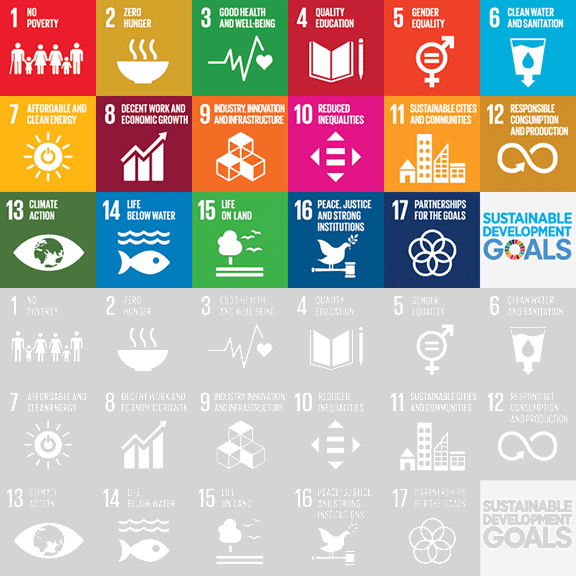 1 NO
POVERTY
2 ZERO
HUNGER
3 GOOD HEALTH
AND WELL-BEING
4 QUALITY
EDUCATION
5 GENDER
EQUALITY
6 CLEAN WATER
AND SANITATION
7 AFFORDABLE AND
CLEAN ENERGY
8 DECENT WORK AND
ECONOMIC GROWTH
9 INDUSTRY, INNOVATION
AND INFRASTRUCTURE
10 REDUCED
INEQUALITIES
11 SUSTAINABLE CITIES
AND COMMUNITIES
12 RESPONSIBLE
CONSUMPTION
AND PRODUCTION
13 CLIMATE
ACTION
14 LIFE
BELOW WATER
15 LIFE
ON LAND
16 PEACE, JUSTICE
AND STRONG
INSTITUTIONS
17 PARTNERSHIPS
FOR THE GOALS
SUSTAINABLE
DEVELOPMENT
GOALS
1 NO
POVERTY
2 ZERO
HUNGER
3 GOOD HEALTH
AND WELL-BEING
4 QUALITY
EDUCATION
5 GENDER
EQUALITY
6 CLEAN WATER
AND SANITATION
7 AFFORDABLE AND
CLEAN ENERGY
8 DECENT WORK AND
ECONOMIC GROWTH
9 INDUSTRY, INNOVATION
AND INFRASTRUCTURE
10 REDUCED
INEQUALITIES
11 SUSTAINABLE CITIES
AND COMMUNITIES
12 RESPONSIBLE
CONSUMPTION
AND PRODUCTION
13 CLIMATE
ACTION
14 LIFE
BELOW WATER
15 LIFE
ON LAND
16 PEACE, JUSTICE
AND STRONG
INSTITUTIONS
17 PARTNERSHIPS
FOR THE GOALS
SUSTAINABLE
DEVELOPMENT
GOALS